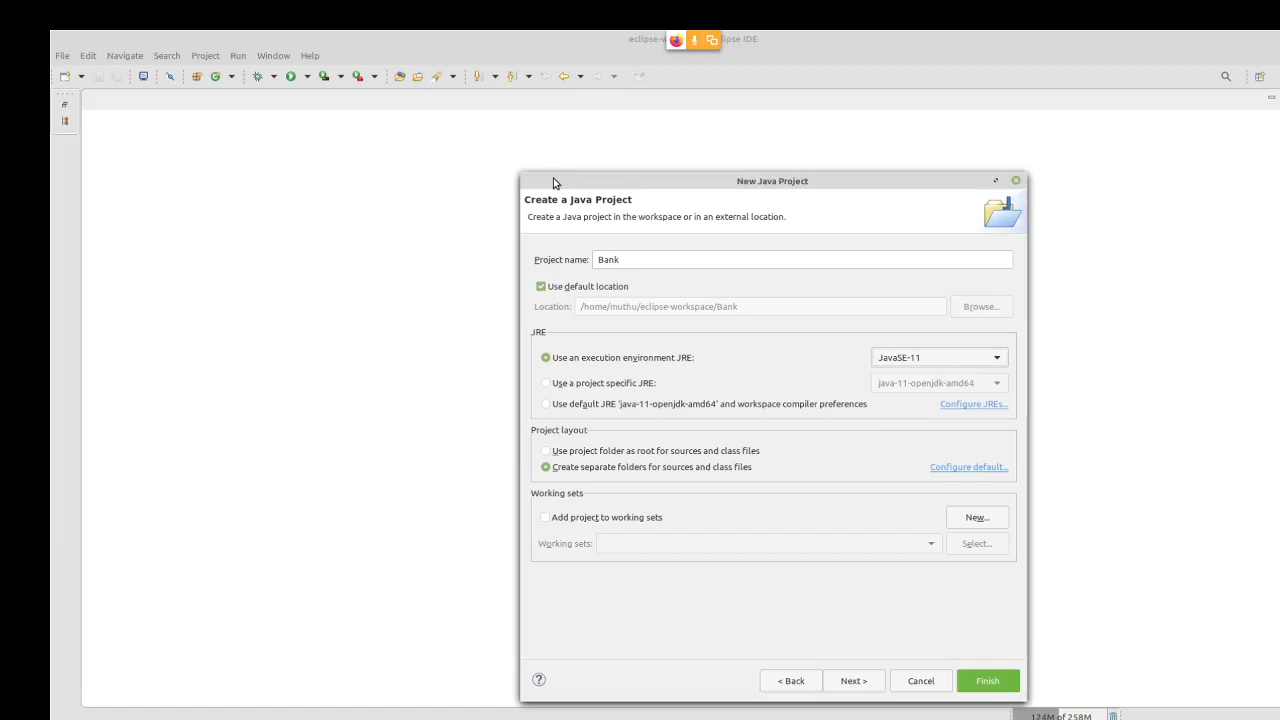 eclipse-w
ipse IDE
File Edit Navigate Search Project Run Window Help
New Java Project
Create a Java Project
Create a Java project in the workspace or in an external location.
Project name: Bank
Use default location
Location: /home/muthu/eclipse-workspace/Bank Browse...
JRE
Use an execution environment JRE: JavaSE-11
Use a project specific JRE: java-11-openjdk-amd64
Use default JRE 'java-11-openjdk-amd64' and workspace compiler preferences Configure JREs...
Project layout
Use project folder as root for sources and class files
Create separate folders for sources and class files Configure default...
Working sets
Add project to working sets New...
Working sets: Select...
< Back Next > Cancel Finish
124M of 258M